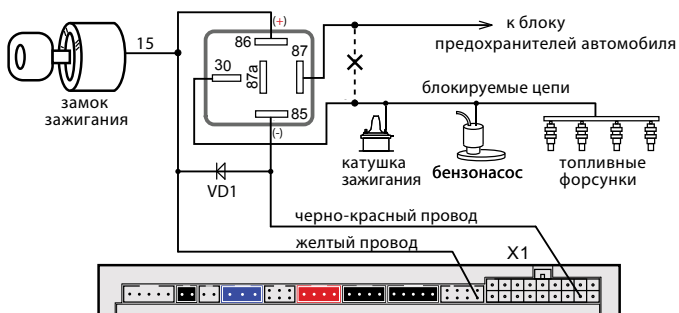 15
замок
зажигания
(+)
86
87
30
87a
85
(-)
к блоку
предохранителей автомобиля
блокируемые цепи
катушка
зажигания
бензонасос
топливные
форсунки
VD1
черно-красный провод
желтый провод
X1